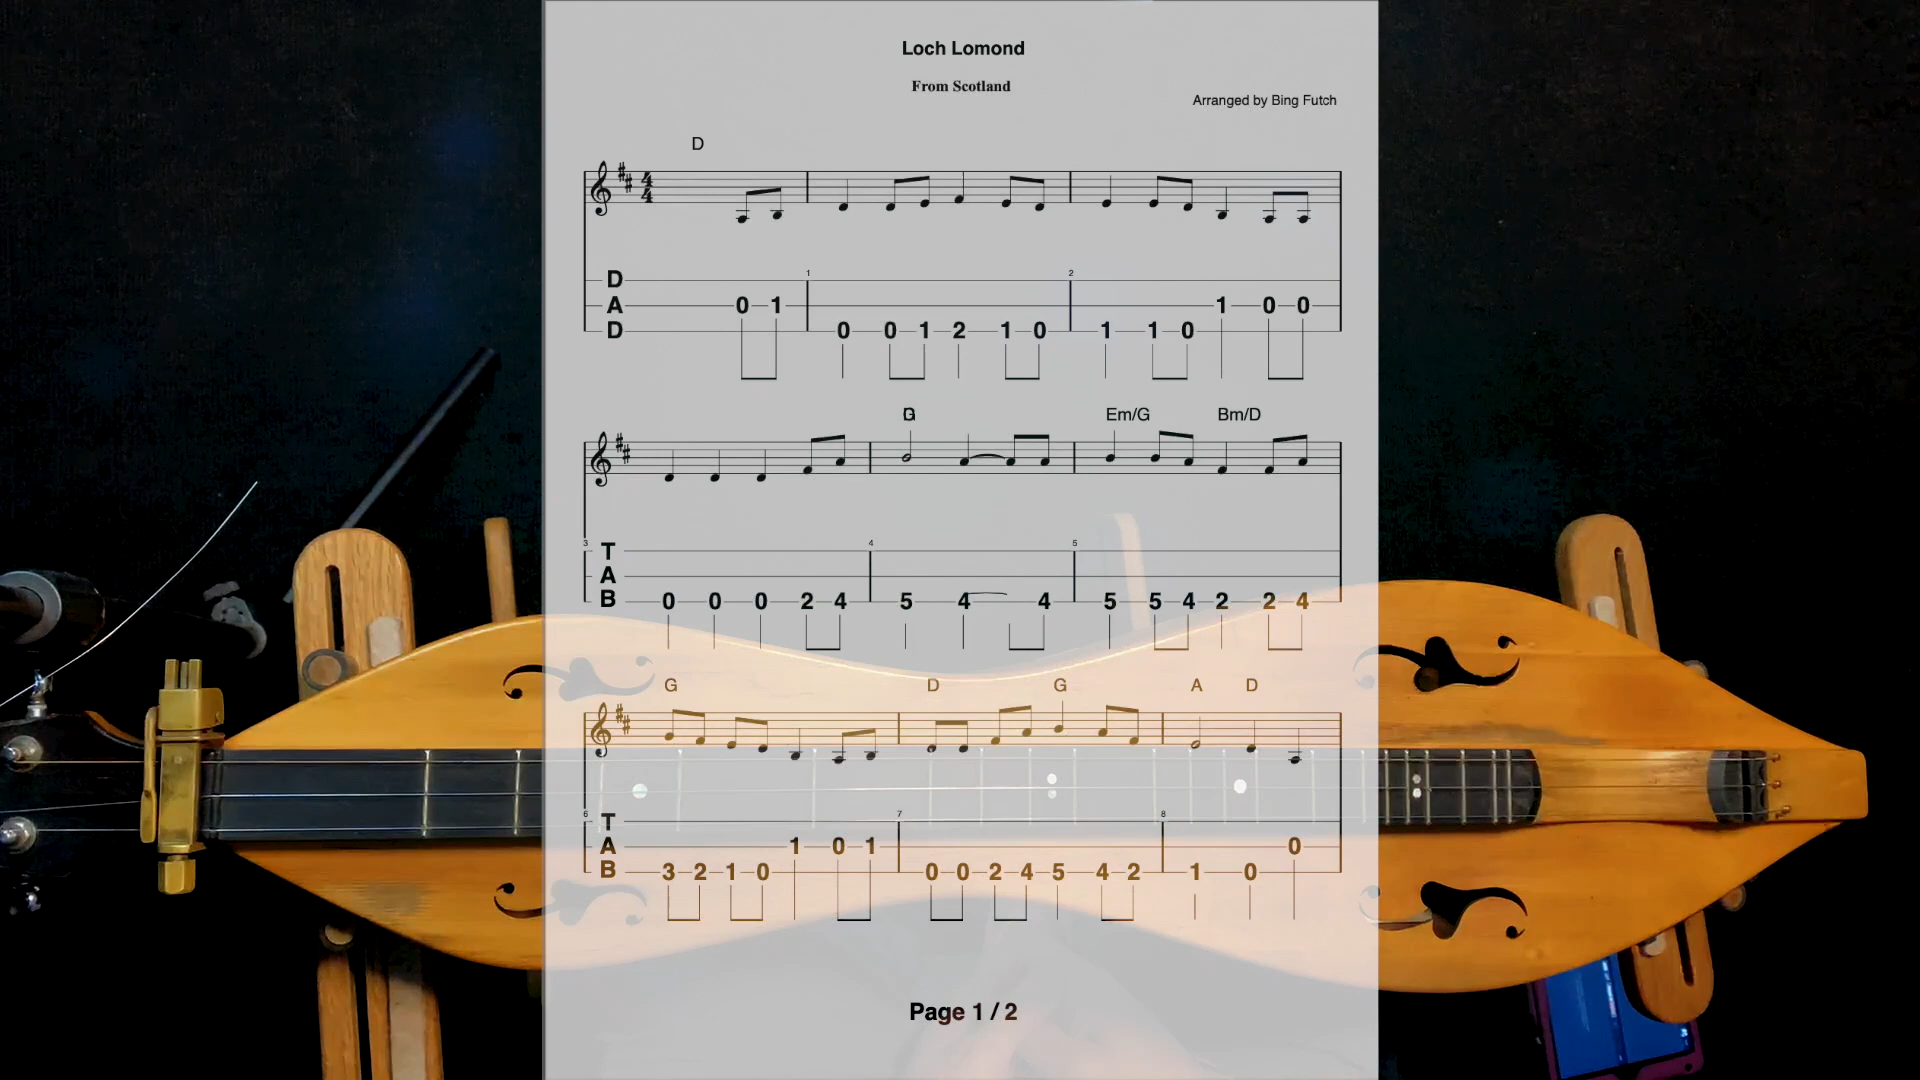 Loch Lomond
From Scotland
Arranged by Bing Futch
D
4
4
D
A
D
1
2
0 1
1 0 0
0 0 1 2 1 0 1 1 0
G
Em/G Bm/D
3 4 5
T
A
B
0 0 0 2 4 5 4 4 5 5 4 2 2 4
G D G A D
6 7 8
T
A
B
1 0 1 0
3 2 1 0 0 0 2 4 5 4 2 1 0
Page 1 / 2